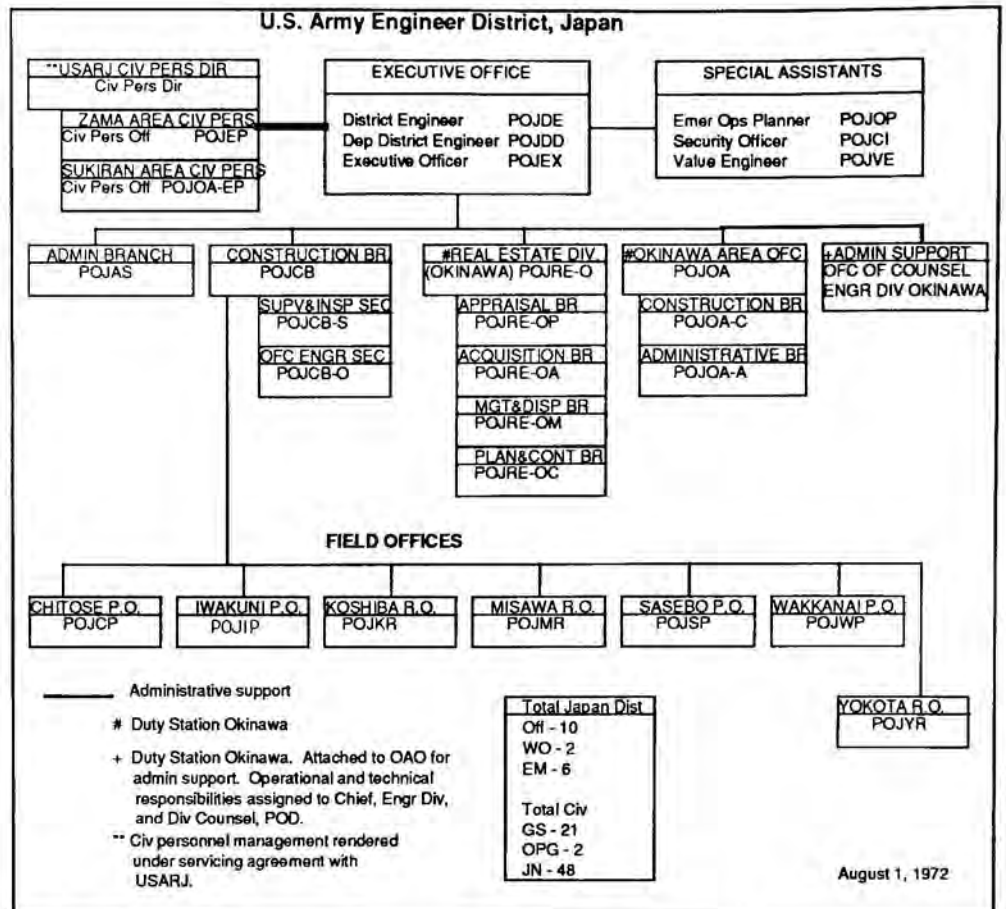 U.S. Army Engineer District, Japan
**USARJ CIV PERS DIR
Civ Pers Dir
ZAMA AREA CIV PERS
Civ Pers Off POJEP
SUKIRAN AREA CIV PERS
Civ Pers Off POJOA-EP
EXECUTIVE OFFICE
District Engineer POJDE
Dep District Engineer POJDD
Executive Officer POJEX
SPECIAL ASSISTANTS
Emer Ops Planner POJOP
Security Officer POJCI
Value Engineer POJVE
ADMIN BRANCH
POJAS
CONSTRUCTION BR
POJCB
SUPV&INSP SEC
POJCB-S
OFC ENGR SEC
POJCB-O
#REAL ESTATE DIV.
(OKINAWA) POJRE-O
APPRAISAL BR
POJRE-OP
ACQUISITION BR
POJRE-OA
MGT&DISP BR
POJRE-OM
PLAN&CONT BR
POJRE-OC
#OKINAWA AREA OFC
POJOA
CONSTRUCTION BR
POJOA-C
ADMINISTRATIVE BR
POJOA-A
+ADMIN SUPPORT
OFC OF COUNSEL
ENGR DIV OKINAWA
FIELD OFFICES
CHITOSE P.O.
POJCP
IWAKUNI P.O.
POJIP
KOSHIBA R.O.
POJKR
MISAWA R.O.
POJMR
SASEBO P.O.
POJSP
WAKKANAI P.O.
POJWP
YOKOTA R.O.
POJYR
Administrative support
# Duty Station Okinawa
+ Duty Station Okinawa. Attached to OAO for
admin support. Operational and technical
responsibilities assigned to Chief, Engr Div,
and Div Counsel, POD.
** Civ personnel management rendered
under servicing agreement with
USARJ.
Total Japan Dist
Off - 10
WO - 2
EM - 6
Total Civ
GS - 21
OPG - 2
JN - 48
August 1, 1972